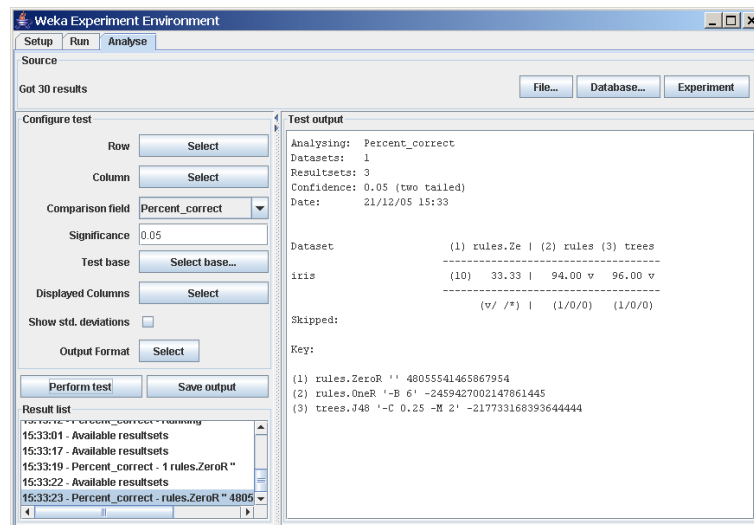 Weka Experiment Environment
Setup Run Analyse
Source
Got 30 results
File... Database... Experiment
Configure test
Row Select
Column Select
Comparison field Percent_correct
Significance 0.05
Test base Select base...
Displayed Columns Select
Show std. deviations
Output Format Select
Perform test Save output
Result list
15:33:01 - Available resultsets
15:33:17 - Available resultsets
15:33:19 - Percent_correct - 1 rules.ZeroR ''
15:33:22 - Available resultsets
15:33:23 - Percent_correct - rules.ZeroR '' 4805
Test output
Analysing: Percent_correct
Datasets: 1
Resultsets: 3
Confidence: 0.05 (two tailed)
Date: 21/12/05 15:33
Dataset (1) rules.Ze | (2) rules (3) trees
------------------------------------
iris (10) 33.33 | 94.00 v 96.00 v
------------------------------------
(v/ /*) | (1/0/0) (1/0/0)
Skipped:
Key:
(1) rules.ZeroR '' 48055541465867954
(2) rules.OneR '-B 6' -2459427002147861445
(3) trees.J48 '-C 0.25 -M 2' -217733168393644444